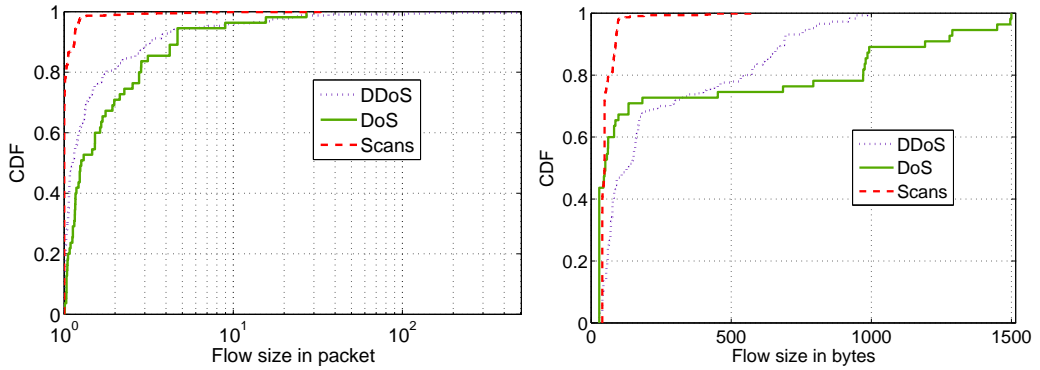 1
0.8
0.6
0.4
0.2
0
CDF
10^0
10^1
10^2
Flow size in packet
DDoS
DoS
Scans
1
0.8
0.6
0.4
0.2
0
CDF
0
500
1000
1500
Flow size in bytes
DDoS
DoS
Scans